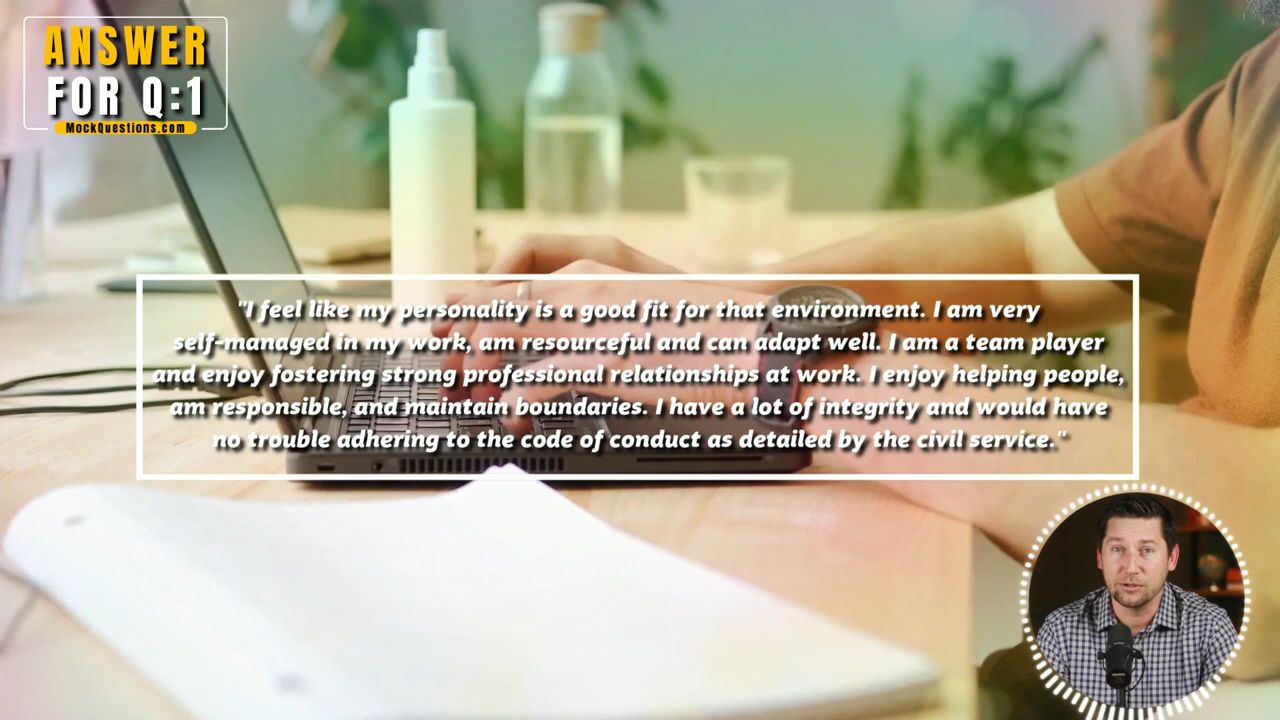 ANSWER
FOR Q:1
MockQuestions.com
"I feel like my personality is a good fit for that environment. I am very
self-managed in my work, am resourceful and can adapt well. I am a team player
and enjoy fostering strong professional relationships at work. I enjoy helping people,
am responsible, and maintain boundaries. I have a lot of integrity and would have
no trouble adhering to the code of conduct as detailed by the civil service."